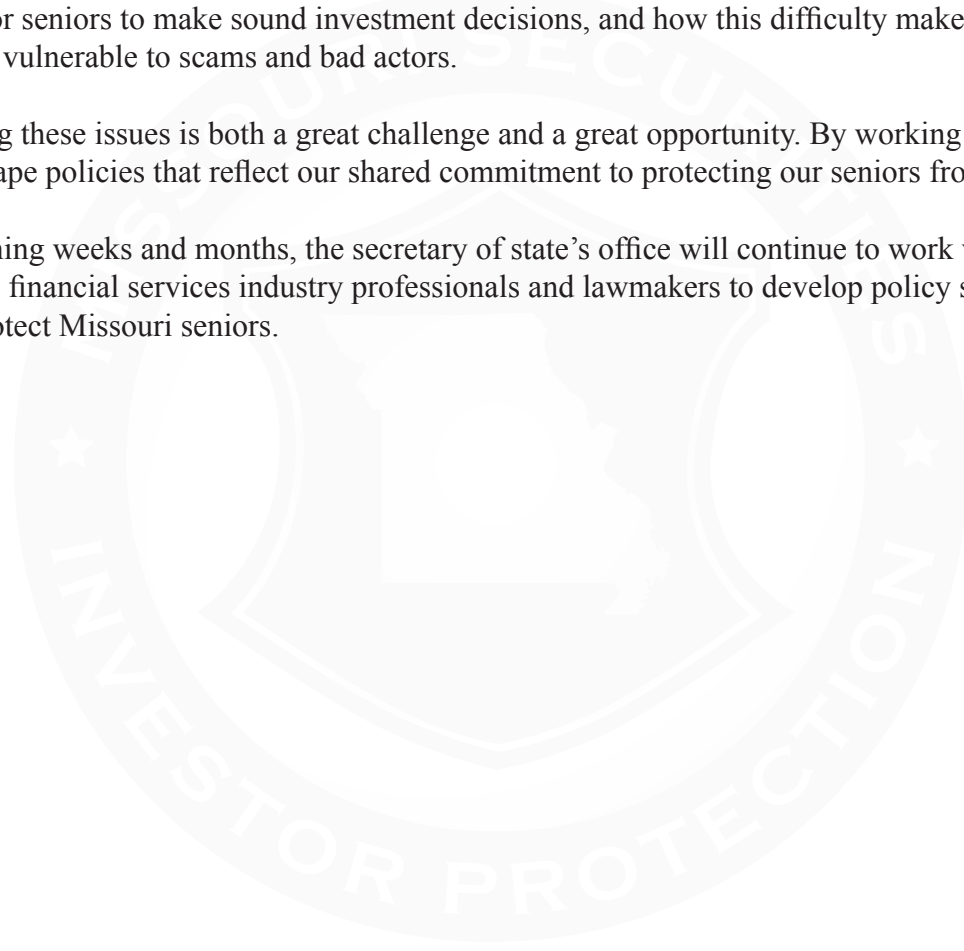 or seniors to make sound investment decisions, and how this difficulty make
vulnerable to scams and bad actors.
g these issues is both a great challenge and a great opportunity. By working
ape policies that reflect our shared commitment to protecting our seniors fro
ning weeks and months, the secretary of state’s office will continue to work
financial services industry professionals and lawmakers to develop policy s
otect Missouri seniors.
MISSOURI SECURITIES
INVESTOR PROTECTION